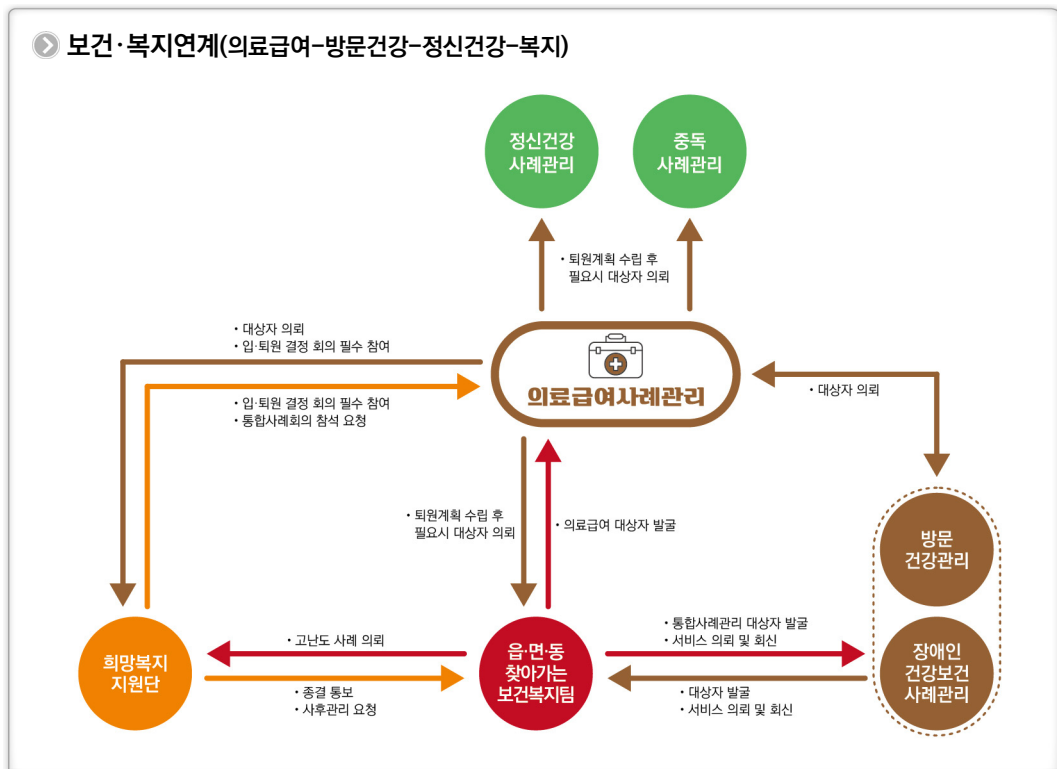 보건·복지연계(의료급여-방문건강-정신건강-복지)
정신건강
사례관리
중독
사례관리
• 퇴원계획 수립 후
필요시 대상자 의뢰
• 대상자 의뢰
• 입·퇴원 결정 회의 필수 참여
의료급여사례관리
• 대상자 의뢰
• 입·퇴원 결정 회의 필수 참여
• 통합사례회의 참석 요청
• 퇴원계획 수립 후
필요시 대상자 의뢰
• 의료급여 대상자 발굴
방문
건강관리
희망복지
지원단
• 고난도 사례 의뢰
• 종결 통보
• 사후관리 요청
읍·면·동
찾아가는
보건복지팀
• 통합사례관리 대상자 발굴
• 서비스 의뢰 및 회신
• 대상자 발굴
• 서비스 의뢰 및 회신
장애인
건강보건
사례관리